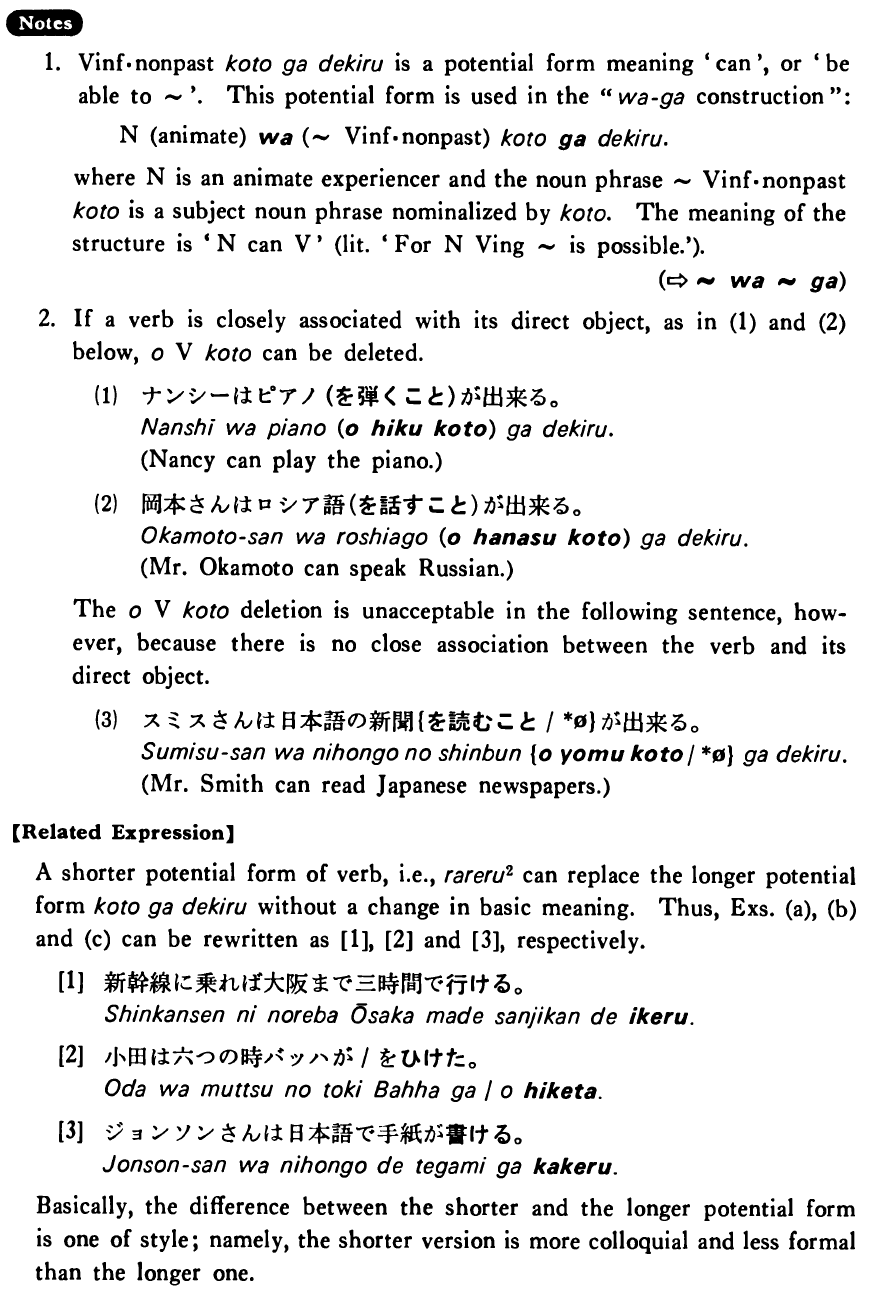 Notes
1. Vinf·nonpast koto ga dekiru is a potential form meaning ‘can’, or ‘be
able to ~’. This potential form is used in the “wa-ga construction”:
N (animate) wa (~ Vinf·nonpast) koto ga dekiru.
where N is an animate experiencer and the noun phrase ~ Vinf·nonpast
koto is a subject noun phrase nominalized by koto. The meaning of the
structure is ‘N can V’ (lit. ‘For N Ving ~ is possible.’).
(⇨ ~ wa ~ ga)
2. If a verb is closely associated with its direct object, as in (1) and (2)
below, o V koto can be deleted.
(1) ナンシーはピアノ(を弾くこと)が出来る。
Nanshī wa piano (o hiku koto) ga dekiru.
(Nancy can play the piano.)
(2) 岡本さんはロシア語(を話すこと)が出来る。
Okamoto-san wa roshiago (o hanasu koto) ga dekiru.
(Mr. Okamoto can speak Russian.)
The o V koto deletion is unacceptable in the following sentence, how-
ever, because there is no close association between the verb and its
direct object.
(3) スミスさんは日本語の新聞{を読むこと / *ø}が出来る。
Sumisu-san wa nihongo no shinbun {o yomu koto / *ø} ga dekiru.
(Mr. Smith can read Japanese newspapers.)
【Related Expression】
A shorter potential form of verb, i.e., rareru² can replace the longer potential
form koto ga dekiru without a change in basic meaning. Thus, Exs. (a), (b)
and (c) can be rewritten as [1], [2] and [3], respectively.
[1] 新幹線に乗れば大阪まで三時間で行ける。
Shinkansen ni noreba Ōsaka made sanjikan de ikeru.
[2] 小田は六つの時バッハが / をひけた。
Oda wa muttsu no toki Bahha ga / o hiketa.
[3] ジョンソンさんは日本語で手紙が書ける。
Jonson-san wa nihongo de tegami ga kakeru.
Basically, the difference between the shorter and the longer potential form
is one of style; namely, the shorter version is more colloquial and less formal
than the longer one.